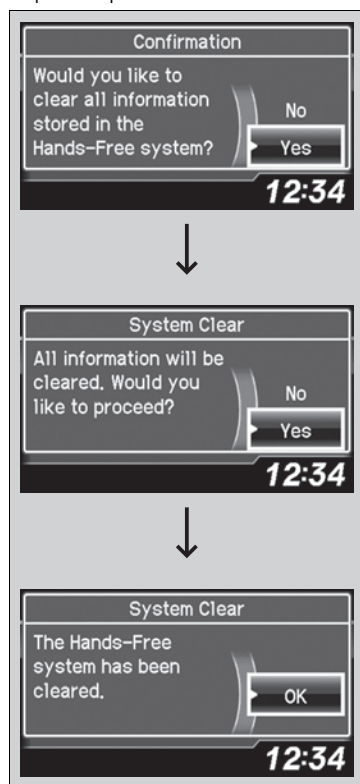 Confirmation
Would you like to
clear all information
stored in the
Hands-Free system?
No
Yes
12:34
System Clear
All information will be
cleared. Would you
like to proceed?
No
Yes
12:34
System Clear
The Hands-Free
system has been
cleared.
OK
12:34